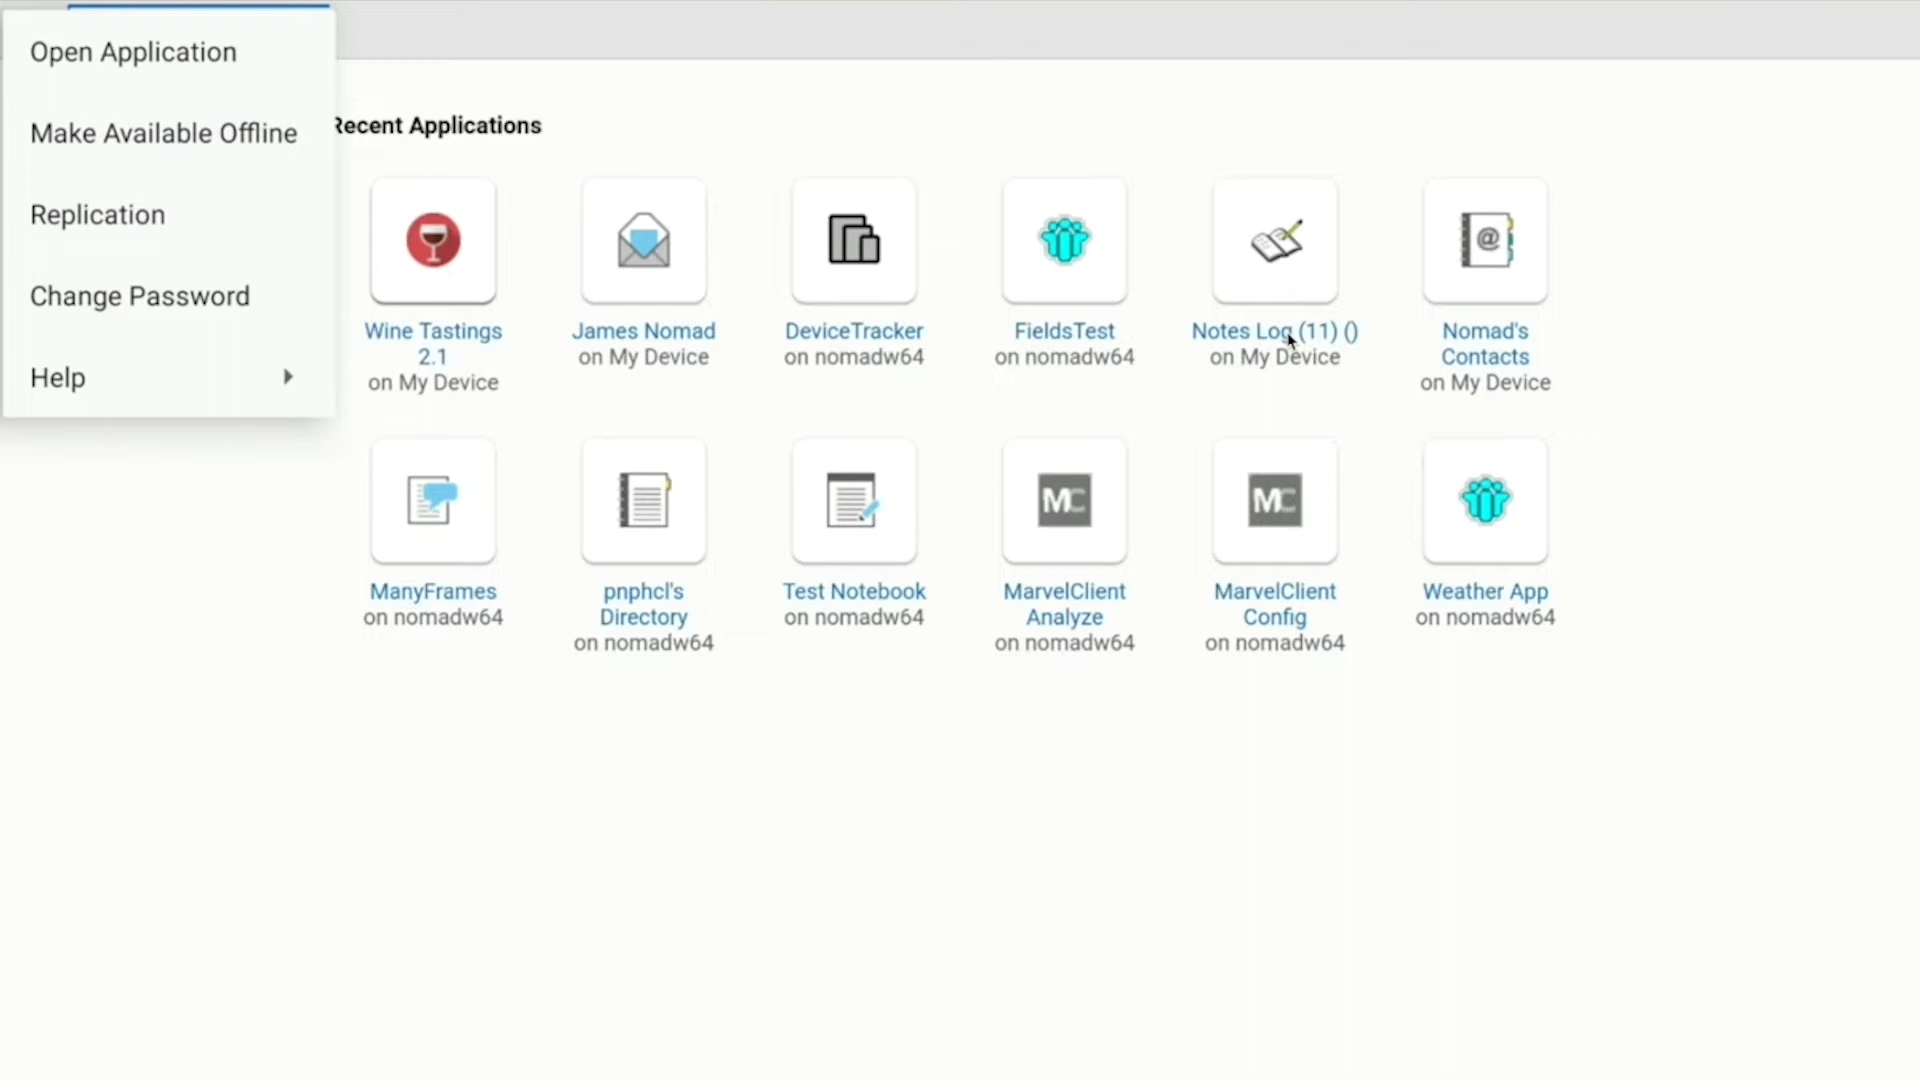 Open Application
Make Available Offline
Replication
Change Password
Help
Recent Applications
Wine Tastings
2.1
on My Device
James Nomad
on My Device
DeviceTracker
on nomadw64
FieldsTest
on nomadw64
Notes Log (11) ()
on My Device
@
Nomad's
Contacts
on My Device
ManyFrames
on nomadw64
pnphcl's
Directory
on nomadw64
Test Notebook
on nomadw64
MC
MarvelClient
Analyze
on nomadw64
MC
MarvelClient
Config
on nomadw64
Weather App
on nomadw64